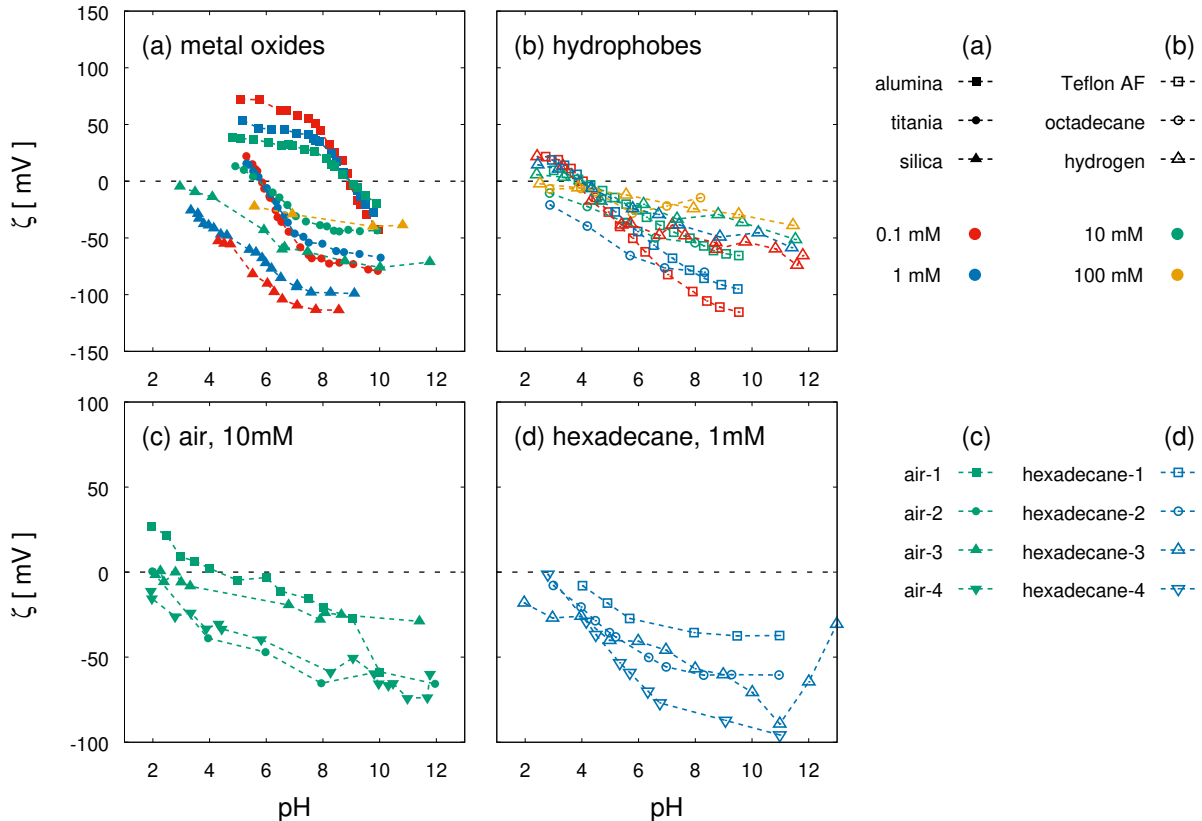 150
100
50
0
-50
-100
-150
ζ [ mV ]
(a) metal oxides
2 4 6 8 10 12
(b) hydrophobes
2 4 6 8 10 12
(a) (b)
alumina Teflon AF
titania octadecane
silica hydrogen
0.1 mM 10 mM
1 mM 100 mM
100
50
0
-50
-100
ζ [ mV ]
(c) air, 10mM
2 4 6 8 10 12
pH
(d) hexadecane, 1mM
2 4 6 8 10 12
pH
(c) (d)
air-1 hexadecane-1
air-2 hexadecane-2
air-3 hexadecane-3
air-4 hexadecane-4